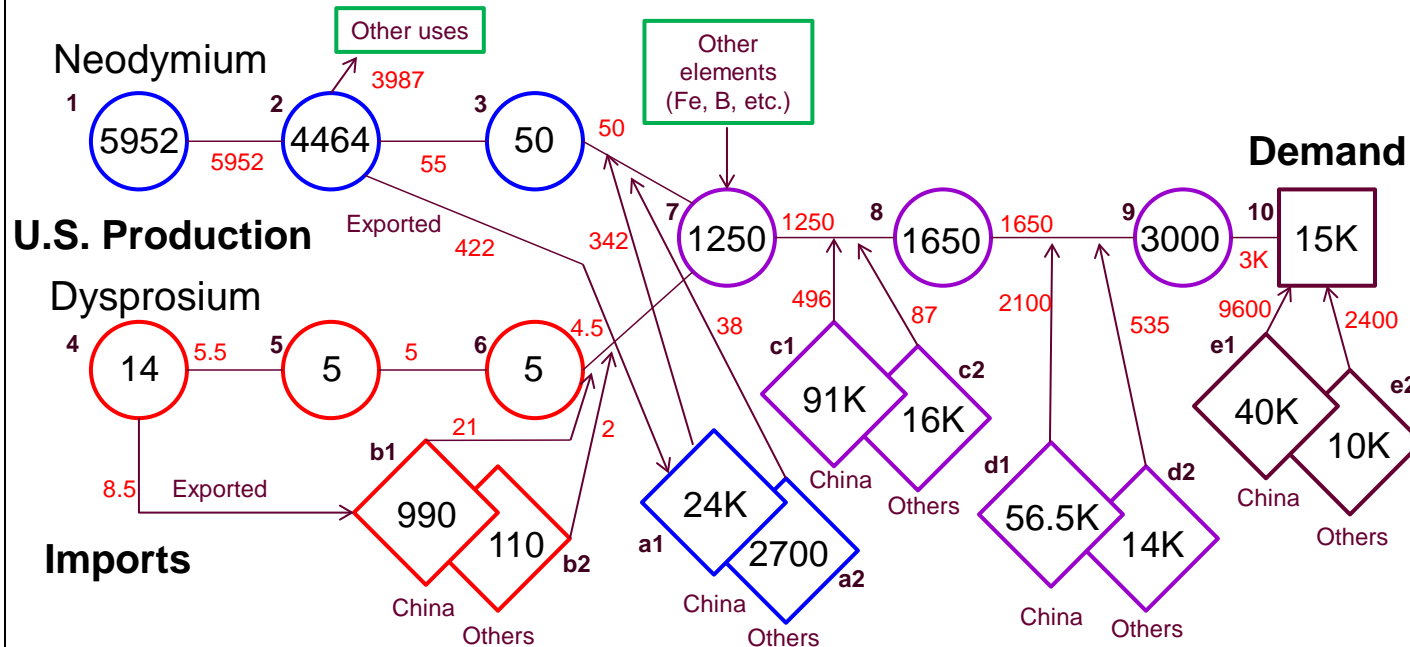 Other uses
Other
elements
(Fe, B, etc.)
Neodymium
3987
1
2
3
5952
4464
50
50
5952
55
Demand
Exported
422
342
U.S. Production
7
1250
1250
8
1650
1650
9
3000
10
15K
3K
Dysprosium
4
14
5.5
5
5
5
6
5
4.5
38
496
87
2100
535
9600
2400
c1
91K
c2
16K
e1
40K
e2
10K
21
2
b1
990
110
b2
8.5
Exported
a1
24K
2700
a2
China
Others
d1
56.5K
d2
14K
China
Others
Imports
China
Others
China
Others
China
Others